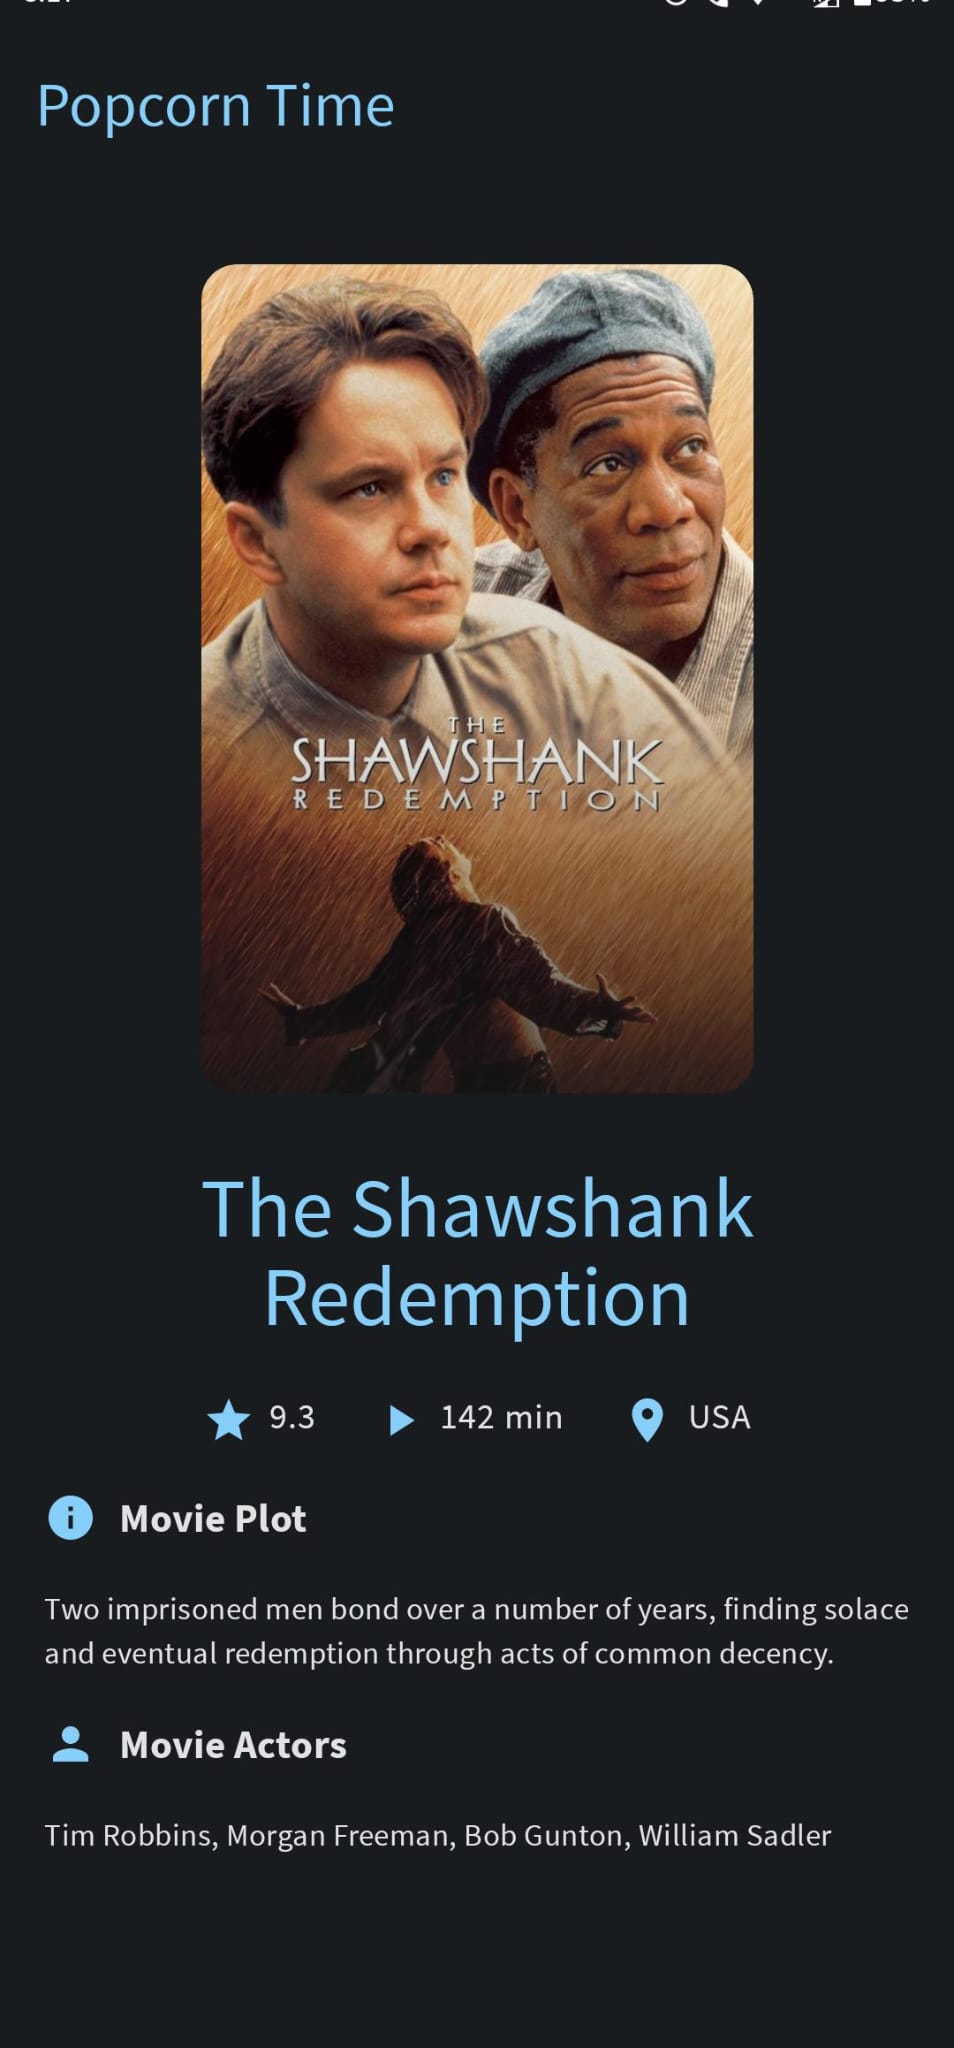 Popcorn Time
THE
SHAWSHANK
REDEMPTION
The Shawshank
Redemption
9.3 142 min USA
Movie Plot
Two imprisoned men bond over a number of years, finding solace
and eventual redemption through acts of common decency.
Movie Actors
Tim Robbins, Morgan Freeman, Bob Gunton, William Sadler